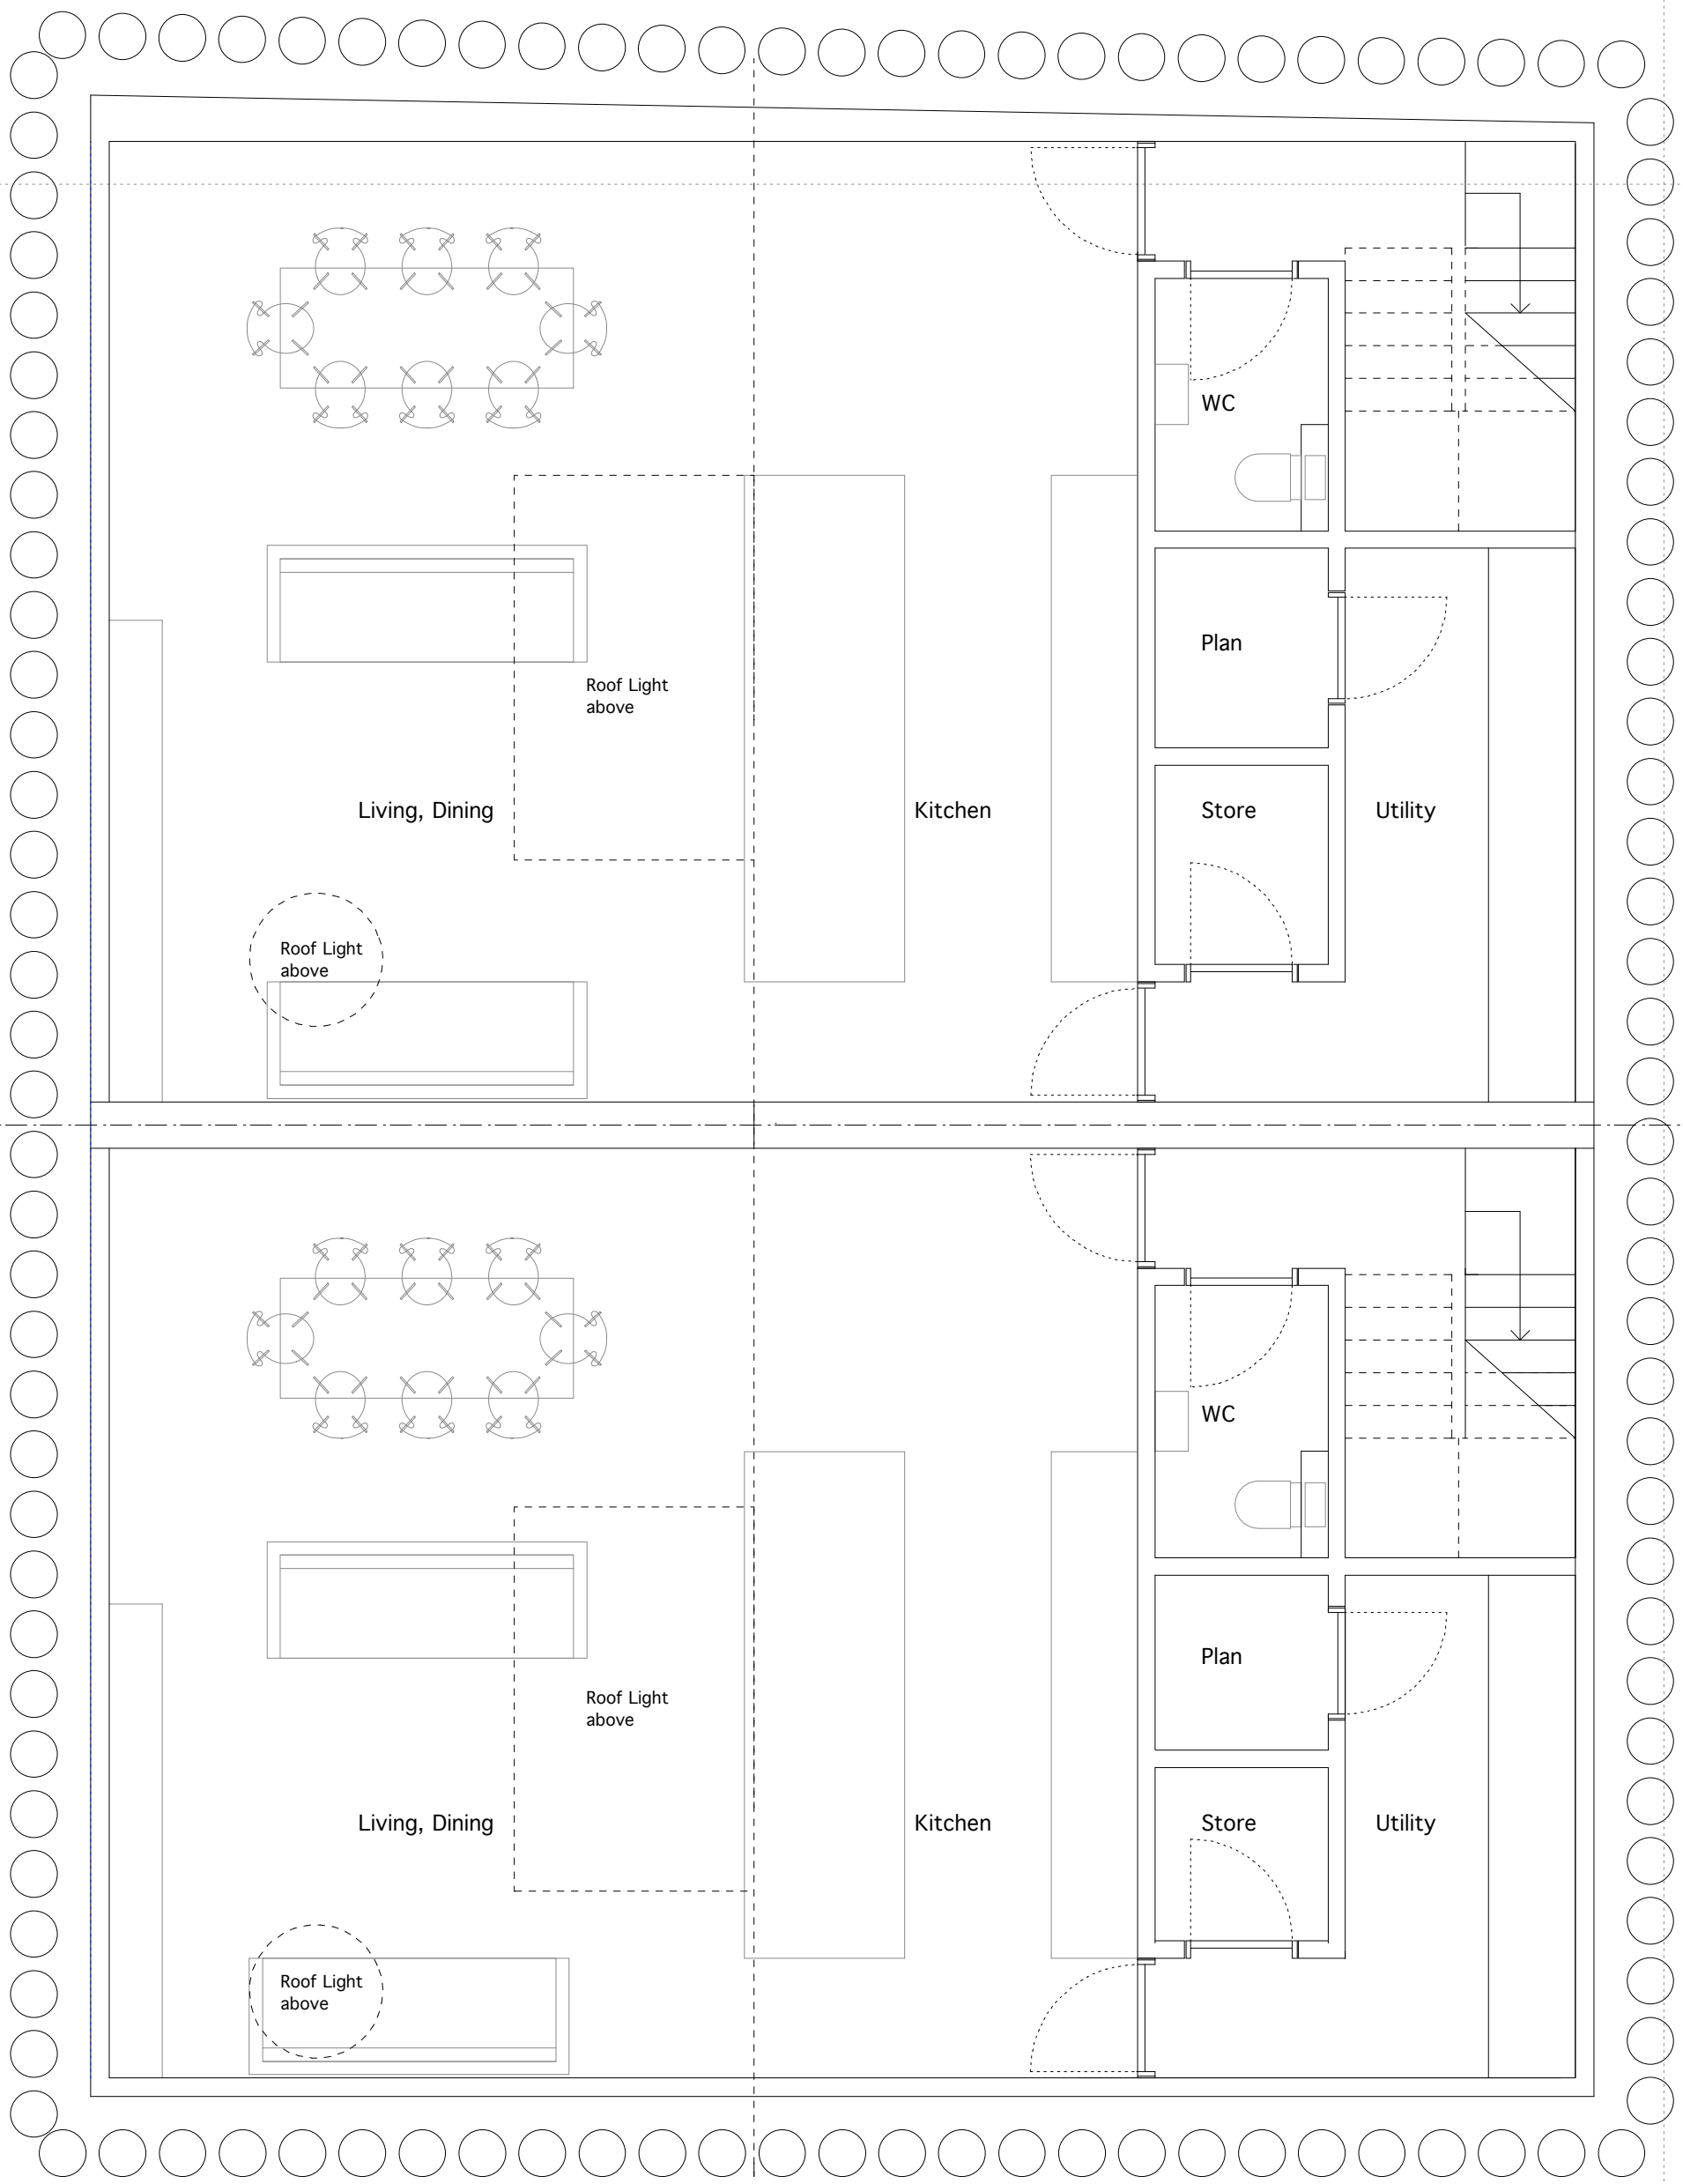 WC
Plan
Roof Light
above
Living, Dining
Kitchen
Store
Utility
Roof Light
above
WC
Plan
Roof Light
above
Living, Dining
Kitchen
Store
Utility
Roof Light
above